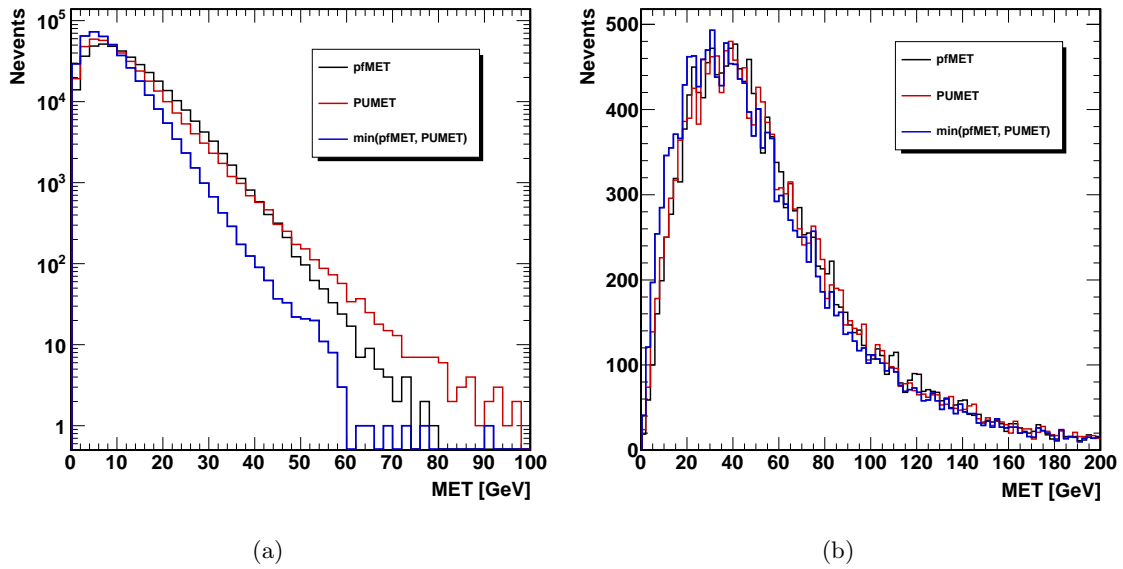 Nevents
10^5
10^4
10^3
10^2
10
1
0 10 20 30 40 50 60 70 80 90 100
MET [GeV]
pfMET
PUMET
min(pfMET, PUMET)
(a)
Nevents
500
400
300
200
100
0
0 20 40 60 80 100 120 140 160 180 200
MET [GeV]
pfMET
PUMET
min(pfMET, PUMET)
(b)